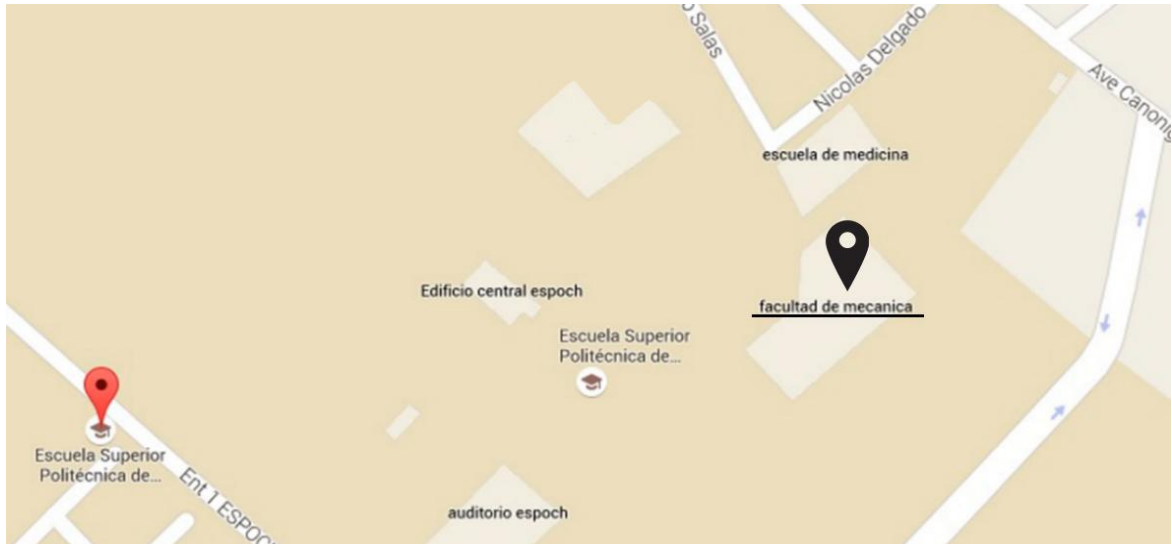 o Salas
Nicolas Delgado
Ave Canonig
escuela de medicina
Edificio central espoch
facultad de mecanica
Escuela Superior
Politécnica de...
Escuela Superior
Politécnica de...
Ent 1 ESPOCH
auditorio espoch